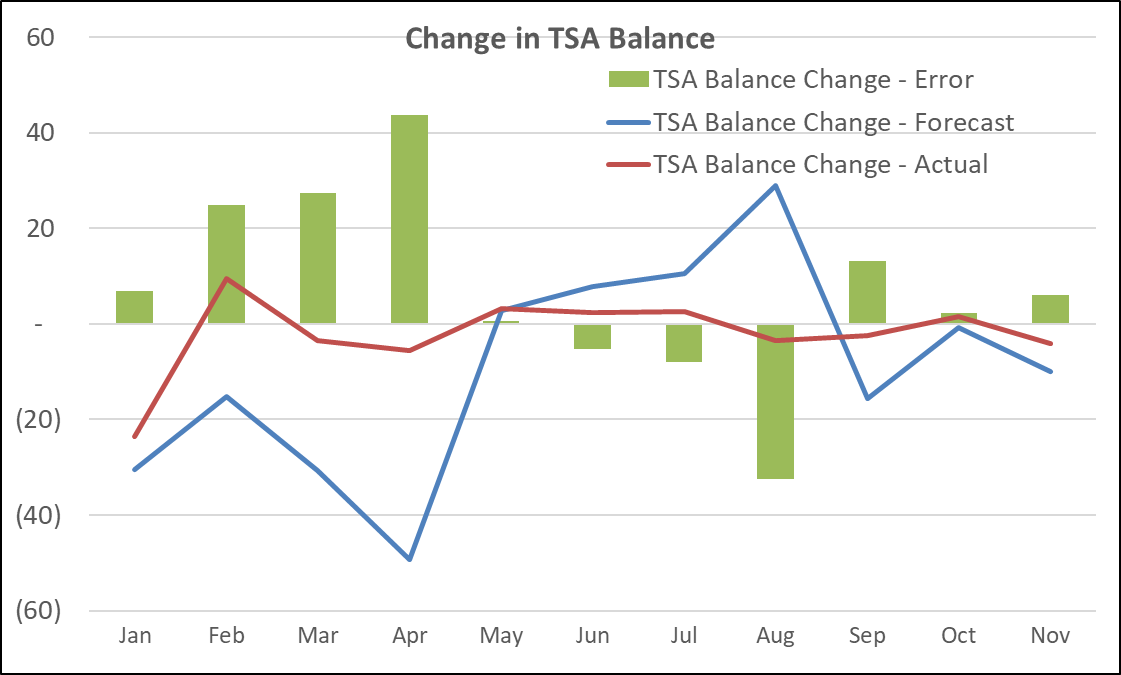 Change in TSA Balance
TSA Balance Change - Error
TSA Balance Change - Forecast
TSA Balance Change - Actual
60
40
20
-
(20)
(40)
(60)
Jan Feb Mar Apr May Jun Jul Aug Sep Oct Nov